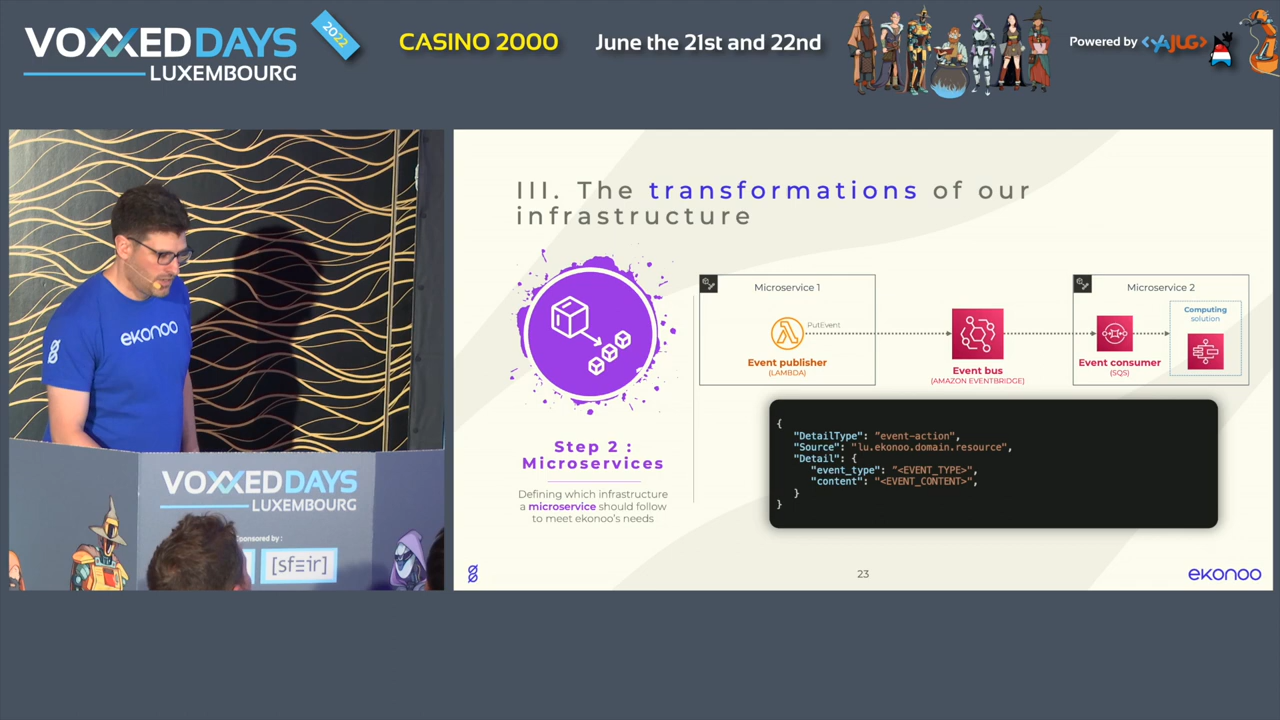 VOXXED DAYS
LUXEMBOURG
2022
CASINO 2000
June the 21st and 22nd
Powered by <YAJUG>
III. The transformations of our
infrastructure
Microservice 1
PutEvent
Event publisher
(LAMBDA)
Event bus
(AMAZON EVENTBRIDGE)
Microservice 2
Computing
solution
Event consumer
(SQS)
Step 2 :
Microservices
Defining which infrastructure
a microservice should follow
to meet ekonoo's needs
{
"DetailType": "event-action",
"Source": "lu.ekonoo.domain.resource",
"Detail": {
"event_type": "<EVENT_TYPE>",
"content": "<EVENT_CONTENT>",
}
}
23
ekonoo
ekonoo
VOXXED DAYS
LUXEMBOURG
Sponsored by :
[sfeir]